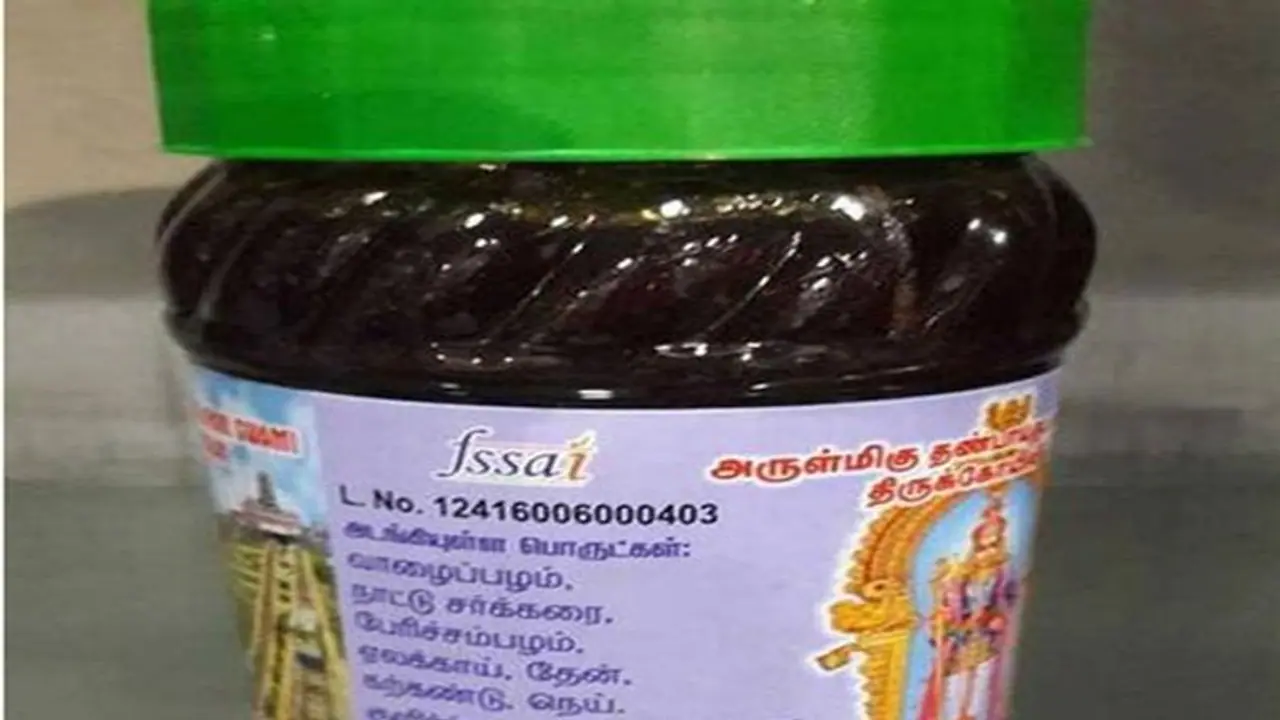 fssai
L. No. 12416006000403
அடங்கியுள்ள பொருட்கள்:
வாழைப்பழம்,
நாட்டு சர்க்கரை,
பேரிச்சம்பழம்,
ஏலக்காய், தேன்,
கற்கண்டு, நெய்,
அருள்மிகு